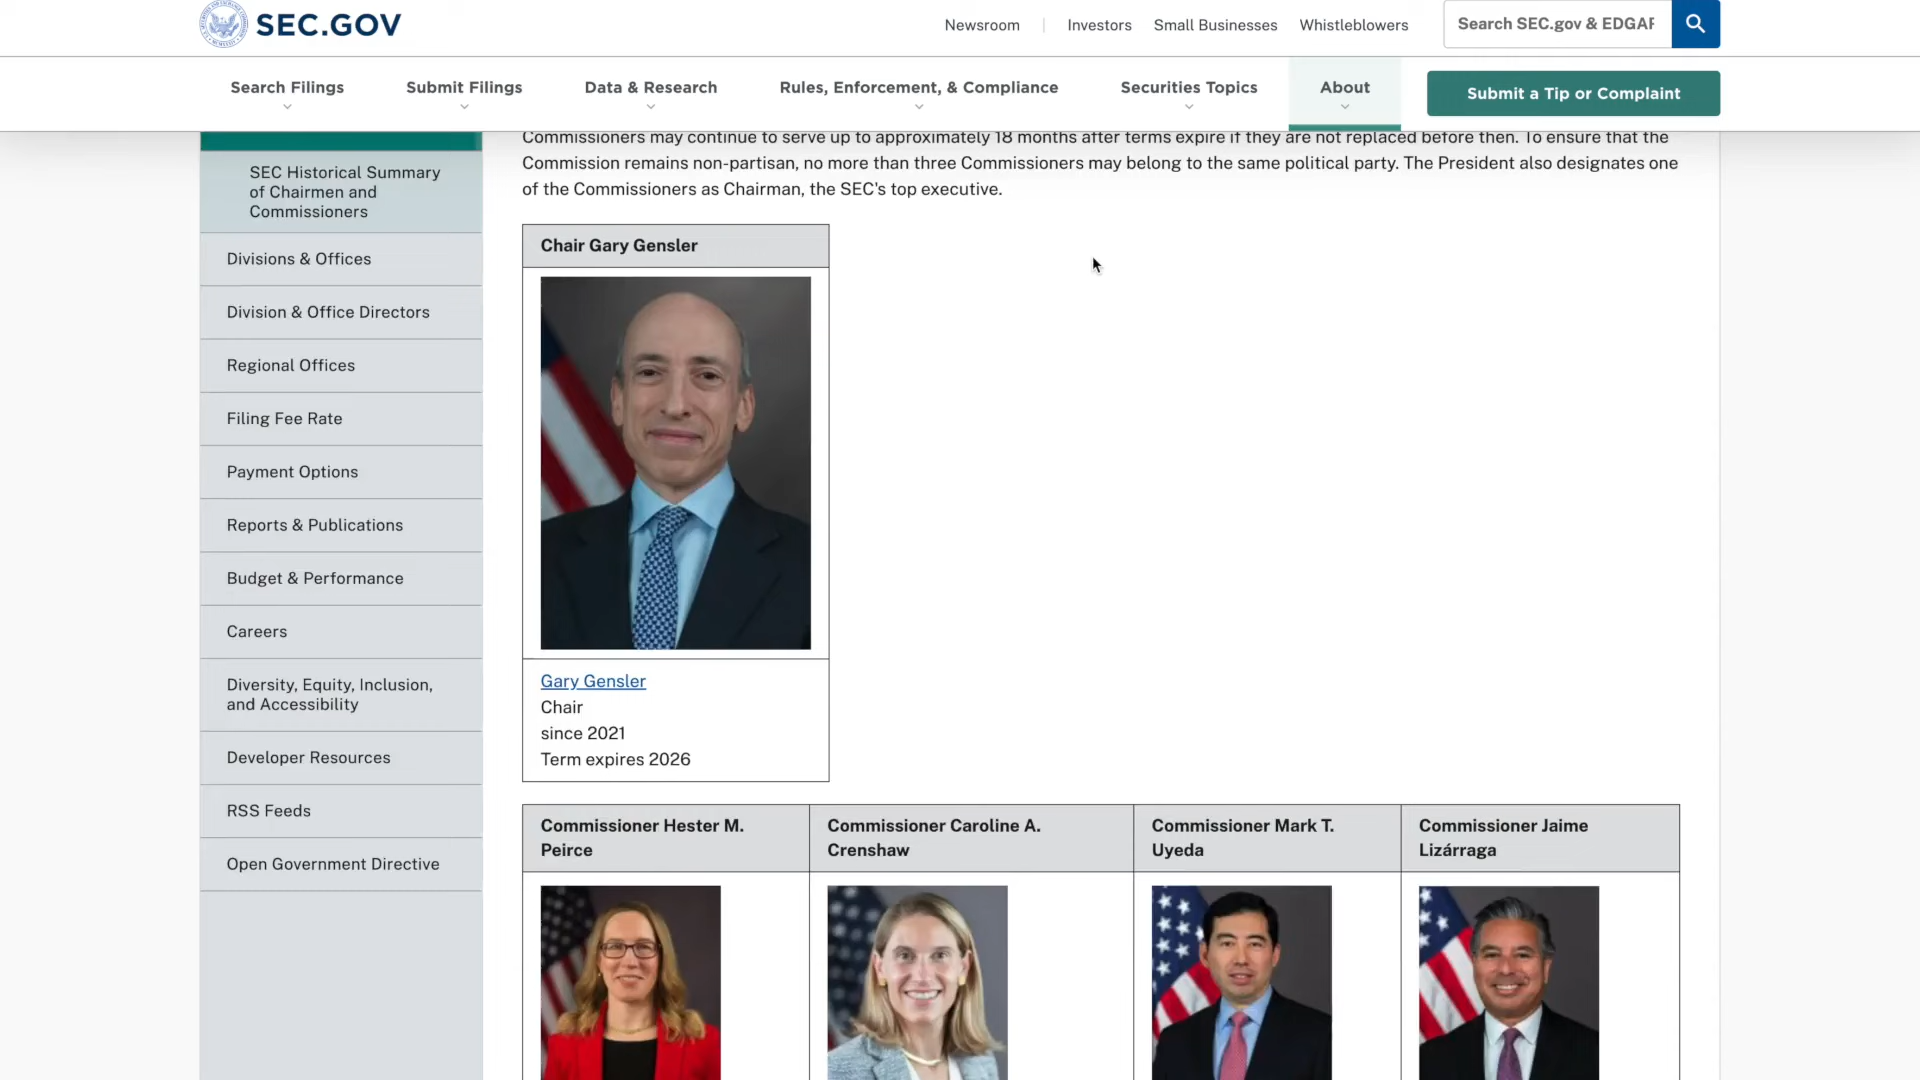 SEC.GOV
Newsroom
Investors
Small Businesses
Whistleblowers
Search SEC.gov & EDGAR
Search Filings
Submit Filings
Data & Research
Rules, Enforcement, & Compliance
Securities Topics
About
Submit a Tip or Complaint
SEC Historical Summary
of Chairmen and
Commissioners
Divisions & Offices
Division & Office Directors
Regional Offices
Filing Fee Rate
Payment Options
Reports & Publications
Budget & Performance
Careers
Diversity, Equity, Inclusion,
and Accessibility
Developer Resources
RSS Feeds
Open Government Directive
Commissioners may continue to serve up to approximately 18 months after terms expire if they are not replaced before then. To ensure that the
Commission remains non-partisan, no more than three Commissioners may belong to the same political party. The President also designates one
of the Commissioners as Chairman, the SEC's top executive.
Chair Gary Gensler
Gary Gensler
Chair
since 2021
Term expires 2026
Commissioner Hester M.
Peirce
Commissioner Caroline A.
Crenshaw
Commissioner Mark T.
Uyeda
Commissioner Jaime
Lizárraga